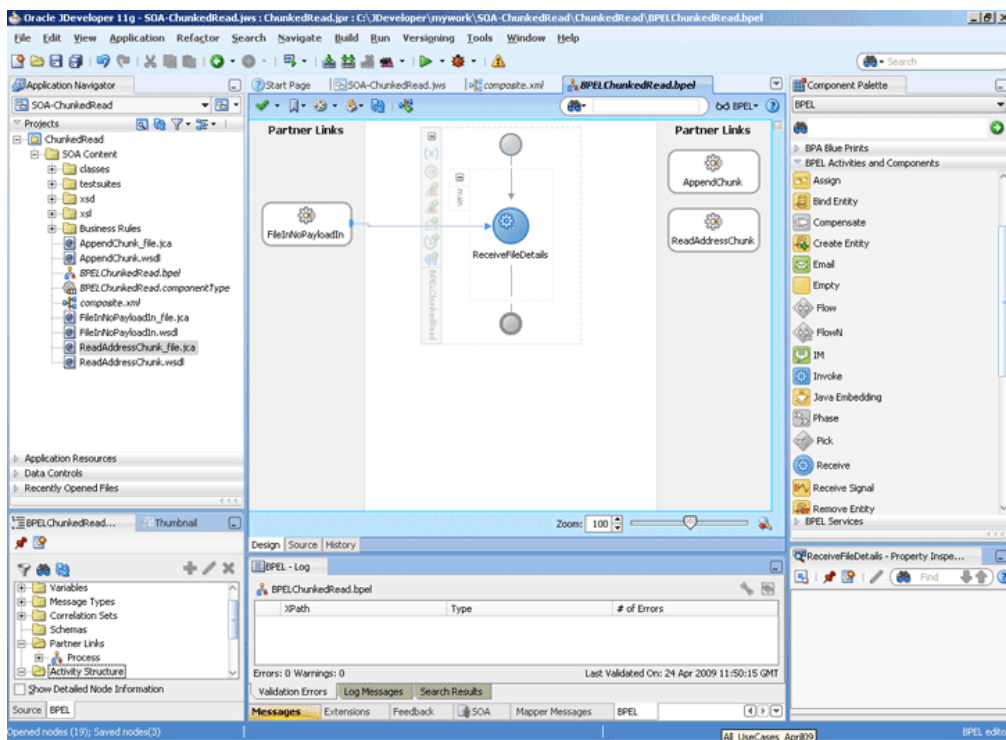 Oracle JDeveloper 11g - SOA-ChunkedRead.jws : ChunkedRead.jpr : C:\JDeveloper\mywork\SOA-ChunkedRead\ChunkedRead\BPELChunkedRead.bpel
File Edit View Application Refactor Search Navigate Build Run Versioning Tools Window Help
Search
Application Navigator
Start Page
SOA-ChunkedRead.jws
composite.xml
BPELChunkedRead.bpel
Component Palette
SOA-ChunkedRead
BPEL
BPEL
Projects
ChunkedRead
SOA Content
classes
testsuites
xsd
xsl
Business Rules
AppendChunk_file.jca
AppendChunk.wsdl
BPELChunkedRead.bpel
BPELChunkedRead.componentType
composite.xml
FileInNoPayloadIn_file.jca
FileInNoPayloadIn.wsdl
ReadAddressChunk_file.jca
ReadAddressChunk.wsdl
Application Resources
Data Controls
Recently Opened Files
Partner Links
Partner Links
main
FileInNoPayloadIn
ReceiveFileDetails
BPELChunkedRead
AppendChunk
ReadAddressChunk
Zoom: 100
Design Source History
BPA Blue Prints
BPEL Activities and Components
Assign
Bind Entity
Compensate
Create Entity
Email
Empty
Flow
FlowN
IM
Invoke
Java Embedding
Phase
Pick
Receive
Receive Signal
Remove Entity
BPEL Services
BPELChunkedRead...
Thumbnail
Variables
Message Types
Correlation Sets
Schemas
Partner Links
Process
Activity Structure
Show Detailed Node Information
Source BPEL
BPEL - Log
BPELChunkedRead.bpel
XPath Type # of Errors
Errors: 0 Warnings: 0
Last Validated On: 24 Apr 2009 11:50:15 GMT
Validation Errors Log Messages Search Results
Messages Extensions Feedback SOA Mapper Messages BPEL
ReceiveFileDetails - Property Inspe...
Find
Opened nodes (19); Saved nodes(3)
All_UseCases_April09
BPEL edito